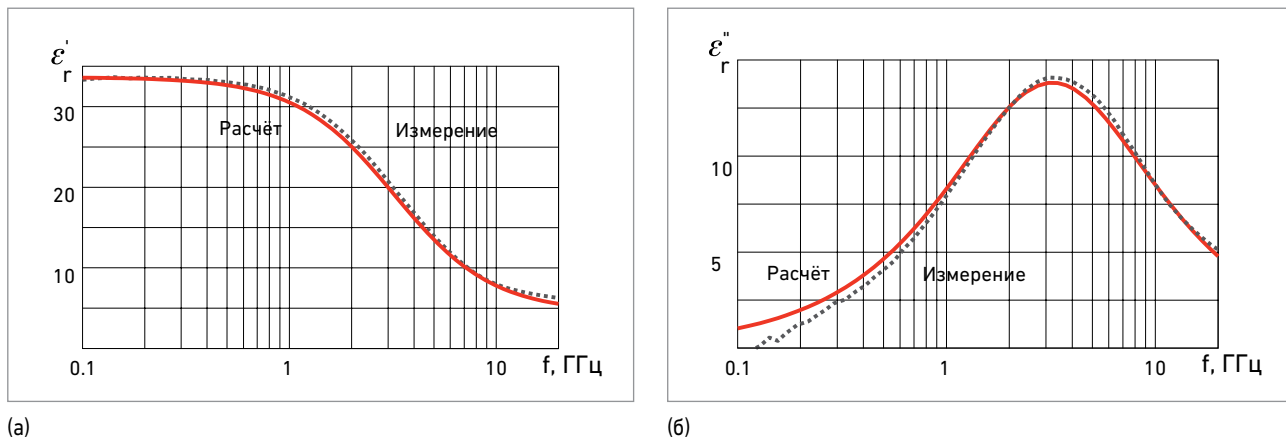 ε'r
30
20
10
Расчёт
Измерение
0.1
1
10
f, ГГц
(а)
ε"r
10
5
Расчёт
Измерение
0.1
1
10
f, ГГц
(б)